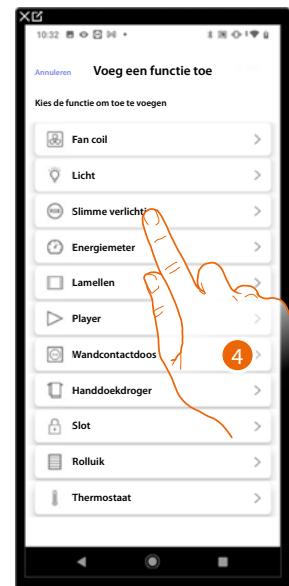 10:32
Annuleren
Voeg een functie toe
Kies de functie om toe te voegen
Fan coil
Licht
Slimme verlichti
Energiemeter
Lamellen
Player
Wandcontactdoos
4
Handdoekdroger
Slot
Rolluik
Thermostaat